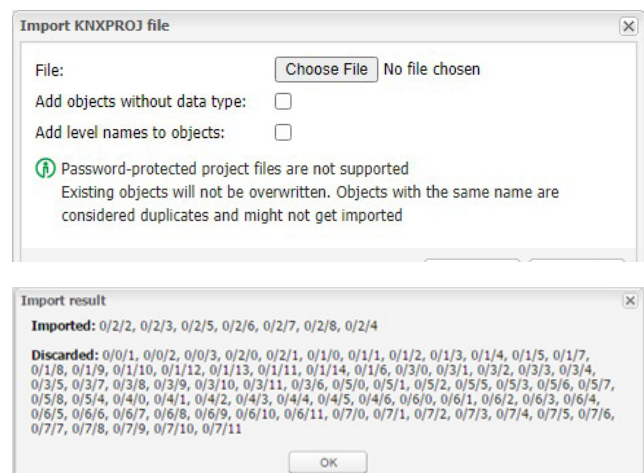 Import KNXPROJ file
File:
Choose File No file chosen
Add objects without data type:
Add level names to objects:
Password-protected project files are not supported
Existing objects will not be overwritten. Objects with the same name are
considered duplicates and might not get imported
Import result
Imported: 0/2/2, 0/2/3, 0/2/5, 0/2/6, 0/2/7, 0/2/8, 0/2/4
Discarded: 0/0/1, 0/0/2, 0/0/3, 0/2/0, 0/2/1, 0/1/0, 0/1/1, 0/1/2, 0/1/3, 0/1/4, 0/1/5, 0/1/7,
0/1/8, 0/1/9, 0/1/10, 0/1/12, 0/1/13, 0/1/11, 0/1/14, 0/1/6, 0/3/0, 0/3/1, 0/3/2, 0/3/3, 0/3/4,
0/3/5, 0/3/7, 0/3/8, 0/3/9, 0/3/10, 0/3/11, 0/3/6, 0/5/0, 0/5/1, 0/5/2, 0/5/5, 0/5/3, 0/5/6, 0/5/7,
0/5/8, 0/5/4, 0/4/0, 0/4/1, 0/4/2, 0/4/3, 0/4/4, 0/4/5, 0/4/6, 0/6/0, 0/6/1, 0/6/2, 0/6/3, 0/6/4,
0/6/5, 0/6/6, 0/6/7, 0/6/8, 0/6/9, 0/6/10, 0/6/11, 0/7/0, 0/7/1, 0/7/2, 0/7/3, 0/7/4, 0/7/5, 0/7/6,
0/7/7, 0/7/8, 0/7/9, 0/7/10, 0/7/11
OK